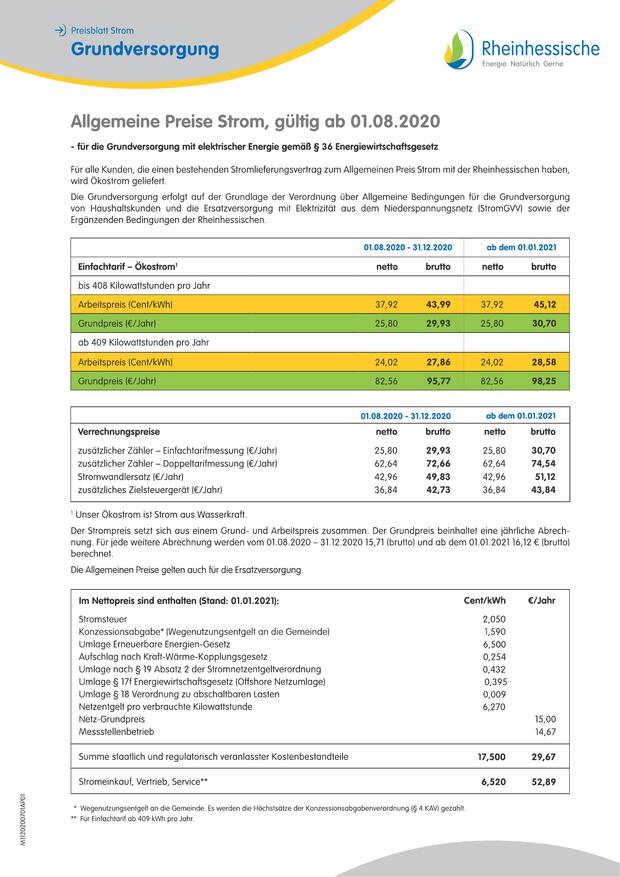 Preisblatt Strom
Grundversorgung
Rheinhessische
Energie. Natürlich. Gerne.
Allgemeine Preise Strom, gültig ab 01.08.2020
- für die Grundversorgung mit elektrischer Energie gemäß § 36 Energiewirtschaftsgesetz
Für alle Kunden, die einen bestehenden Stromlieferungsvertrag zum Allgemeinen Preis Strom mit der Rheinhessischen haben,
wird Ökostrom geliefert.
Die Grundversorgung erfolgt auf der Grundlage der Verordnung über Allgemeine Bedingungen für die Grundversorgung
von Haushaltskunden und die Ersatzversorgung mit Elektrizität aus dem Niederspannungsnetz (StromGVV) sowie der
Ergänzenden Bedingungen der Rheinhessischen.
01.08.2020 - 31.12.2020 ab dem 01.01.2021
Einfachtarif – Ökostrom¹ netto brutto netto brutto
bis 408 Kilowattstunden pro Jahr
Arbeitspreis (Cent/kWh) 37,92 43,99 37,92 45,12
Grundpreis (€/Jahr) 25,80 29,93 25,80 30,70
ab 409 Kilowattstunden pro Jahr
Arbeitspreis (Cent/kWh) 24,02 27,86 24,02 28,58
Grundpreis (€/Jahr) 82,56 95,77 82,56 98,25
01.08.2020 - 31.12.2020 ab dem 01.01.2021
Verrechnungspreise netto brutto netto brutto
zusätzlicher Zähler – Einfachtarifmessung (€/Jahr) 25,80 29,93 25,80 30,70
zusätzlicher Zähler – Doppeltarifmessung (€/Jahr) 62,64 72,66 62,64 74,54
Stromwandlersatz (€/Jahr) 42,96 49,83 42,96 51,12
zusätzliches Zielsteuergerät (€/Jahr) 36,84 42,73 36,84 43,84
¹ Unser Ökostrom ist Strom aus Wasserkraft.
Der Strompreis setzt sich aus einem Grund- und Arbeitspreis zusammen. Der Grundpreis beinhaltet eine jährliche Abrech-
nung. Für jede weitere Abrechnung werden vom 01.08.2020 – 31.12.2020 15,71 (brutto) und ab dem 01.01.2021 16,12 € (brutto)
berechnet.
Die Allgemeinen Preise gelten auch für die Ersatzversorgung.
Im Nettopreis sind enthalten (Stand: 01.01.2021): Cent/kWh €/Jahr
Stromsteuer 2,050
Konzessionsabgabe* (Wegenutzungsentgelt an die Gemeinde) 1,590
Umlage Erneuerbare Energien-Gesetz 6,500
Aufschlag nach Kraft-Wärme-Kopplungsgesetz 0,254
Umlage nach § 19 Absatz 2 der Stromnetzentgeltverordnung 0,432
Umlage § 17f Energiewirtschaftsgesetz (Offshore Netzumlage) 0,395
Umlage § 18 Verordnung zu abschaltbaren Lasten 0,009
Netzentgelt pro verbrauchte Kilowattstunde 6,270
Netz-Grundpreis 15,00
Messstellenbetrieb 14,67
Summe staatlich und regulatorisch veranlasster Kostenbestandteile 17,500 29,67
Stromeinkauf, Vertrieb, Service** 6,520 52,89
* Wegenutzungsentgelt an die Gemeinde. Es werden die Höchstsätze der Konzessionsabgabenverordnung (§ 4 KAV) gezahlt.
** Für Einfachtarif ab 409 kWh pro Jahr.